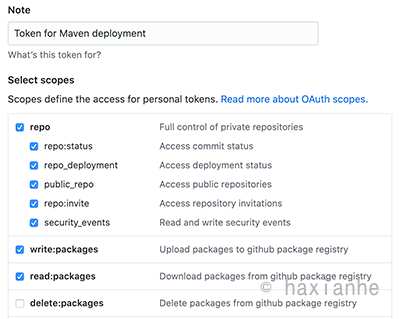 Note
Token for Maven deployment
What's this token for?
Select scopes
Scopes define the access for personal tokens. Read more about OAuth scopes.
repo Full control of private repositories
repo:status Access commit status
repo_deployment Access deployment status
public_repo Access public repositories
repo:invite Access repository invitations
security_events Read and write security events
write:packages Upload packages to github package registry
read:packages Download packages from github package registry
© haxianhe
delete:packages Delete packages from github package registry